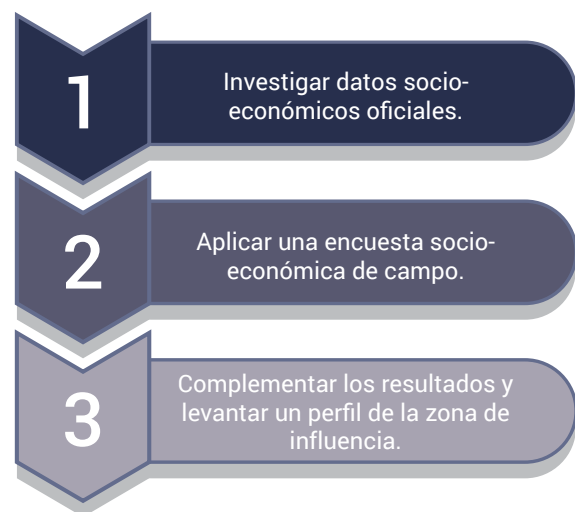 1
Investigar datos socio-
económicos oficiales.
2
Aplicar una encuesta socio-
económica de campo.
3
Complementar los resultados y
levantar un perfil de la zona de
influencia.